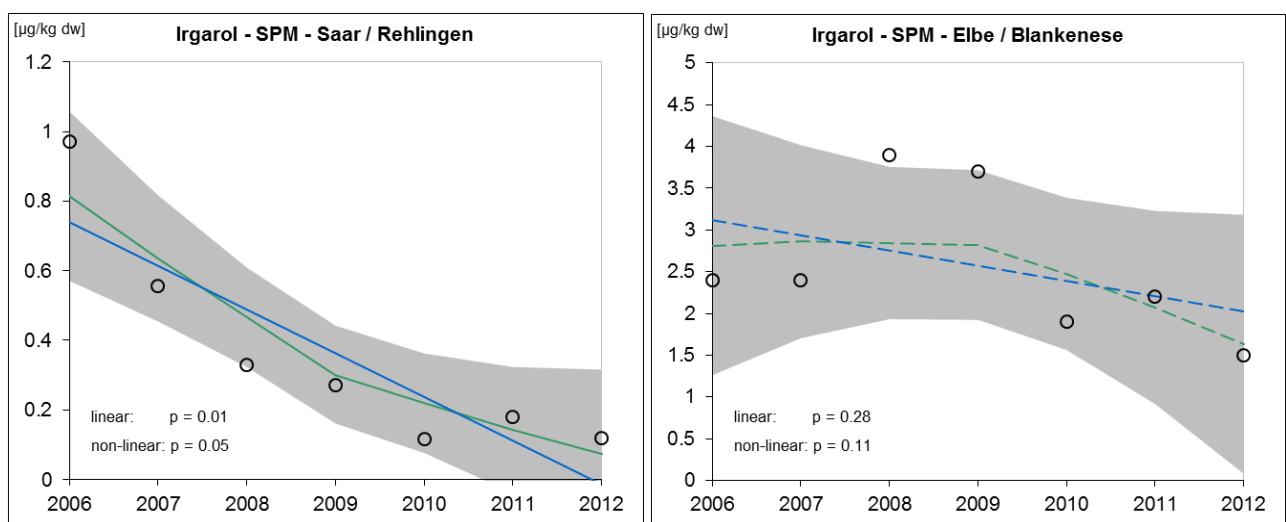 [µg/kg dw]
Irgarol - SPM - Saar / Rehlingen
1.2
1
0.8
0.6
0.4
0.2
0
linear: p = 0.01
non-linear: p = 0.05
2006 2007 2008 2009 2010 2011 2012
[µg/kg dw]
Irgarol - SPM - Elbe / Blankenese
5
4.5
4
3.5
3
2.5
2
1.5
1
0.5
0
linear: p = 0.28
non-linear: p = 0.11
2006 2007 2008 2009 2010 2011 2012